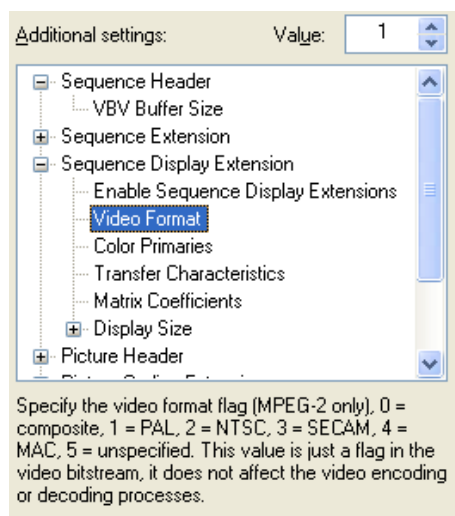 Additional settings: Value: 1
Sequence Header
VBV Buffer Size
Sequence Extension
Sequence Display Extension
Enable Sequence Display Extensions
Video Format
Color Primaries
Transfer Characteristics
Matrix Coefficients
Display Size
Picture Header
Specify the video format flag (MPEG-2 only), 0 =
composite, 1 = PAL, 2 = NTSC, 3 = SECAM, 4 =
MAC, 5 = unspecified. This value is just a flag in the
video bitstream, it does not affect the video encoding
or decoding processes.